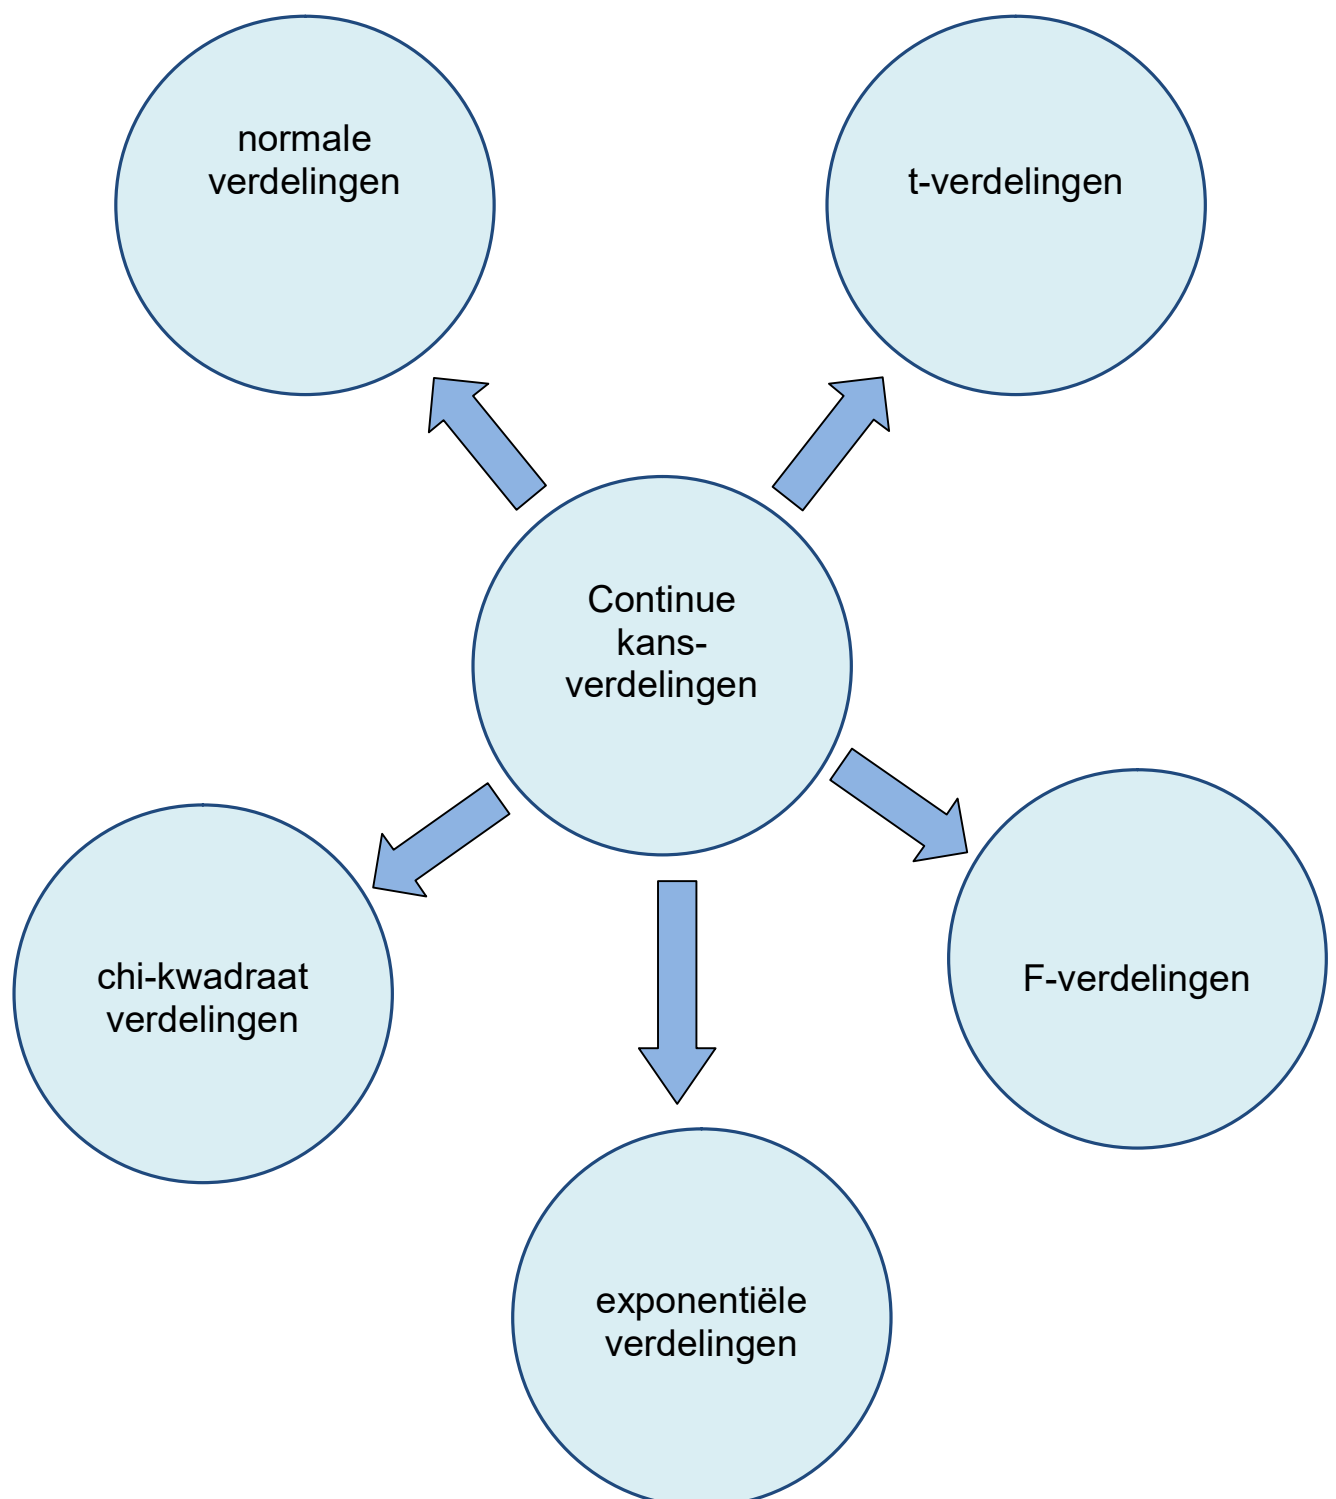 normale
verdelingen
t-verdelingen
Continue
kans-
verdelingen
chi-kwadraat
verdelingen
F-verdelingen
exponentiële
verdelingen